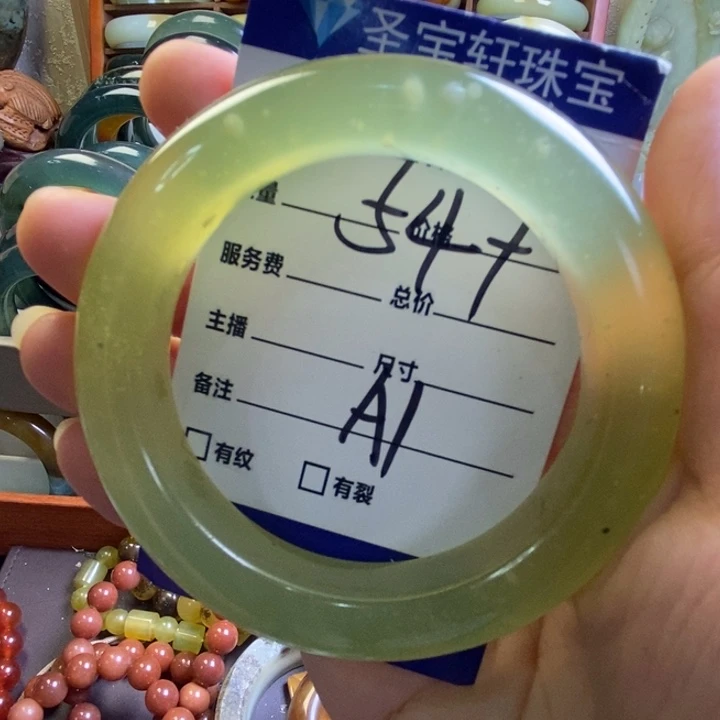 圣宝轩珠宝
量 价格
54+
服务费 总价
主播 尺寸
备注 A1
有纹 有裂